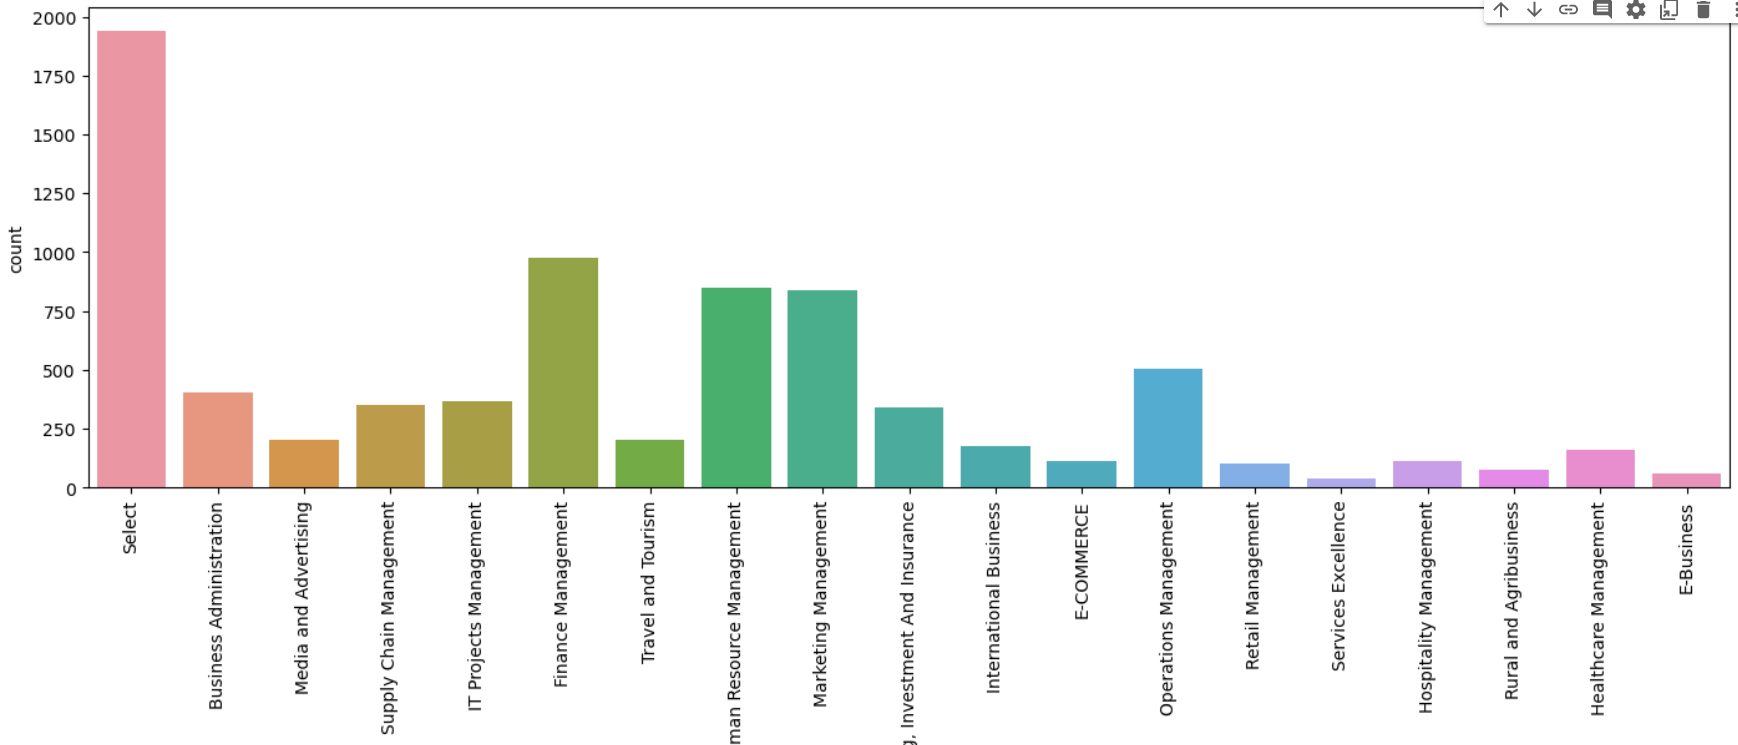 2000
1750
1500
1250
1000
750
500
250
0
count
Select
Business Administration
Media and Advertising
Supply Chain Management
IT Projects Management
Finance Management
Travel and Tourism
man Resource Management
Marketing Management
g, Investment And Insurance
International Business
E-COMMERCE
Operations Management
Retail Management
Services Excellence
Hospitality Management
Rural and Agribusiness
Healthcare Management
E-Business